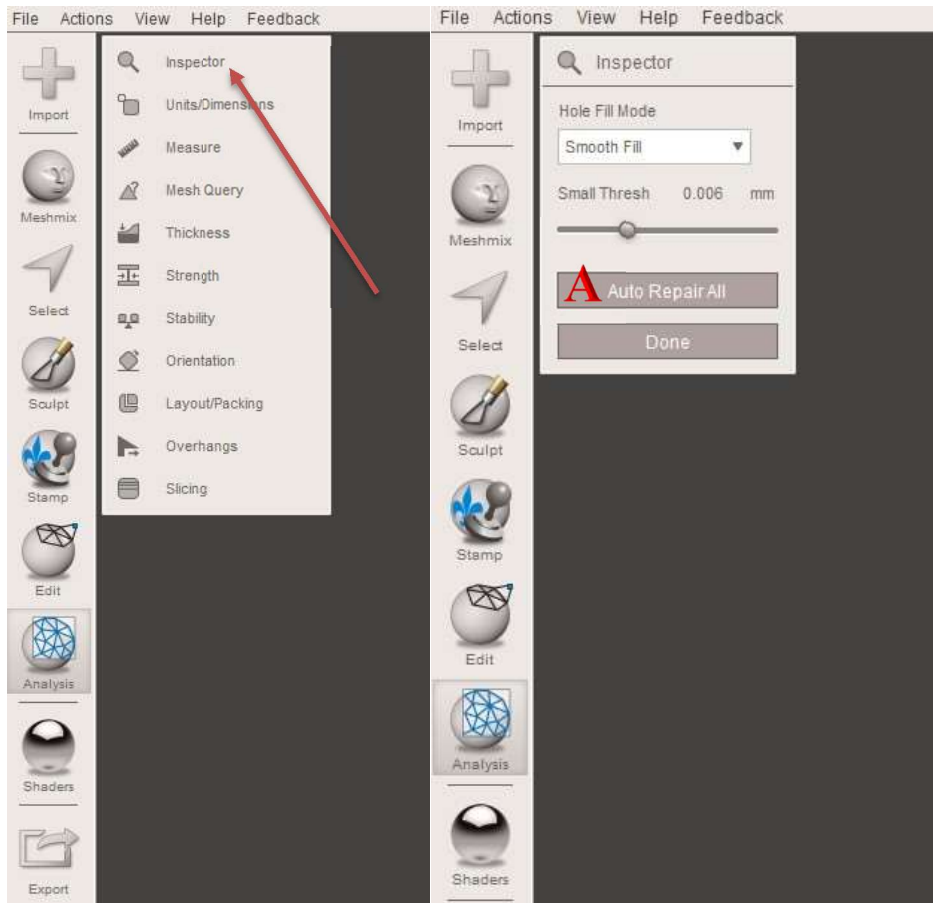 File Actions View Help Feedback
Import
Meshmix
Select
Sculpt
Stamp
Edit
Analysis
Shaders
Export
Inspector
Units/Dimensions
Measure
Mesh Query
Thickness
Strength
Stability
Orientation
Layout/Packing
Overhangs
Slicing
File Actions View Help Feedback
Import
Meshmix
Select
Sculpt
Stamp
Edit
Analysis
Shaders
Inspector
Hole Fill Mode
Smooth Fill
Small Thresh 0.006 mm
A Auto Repair All
Done